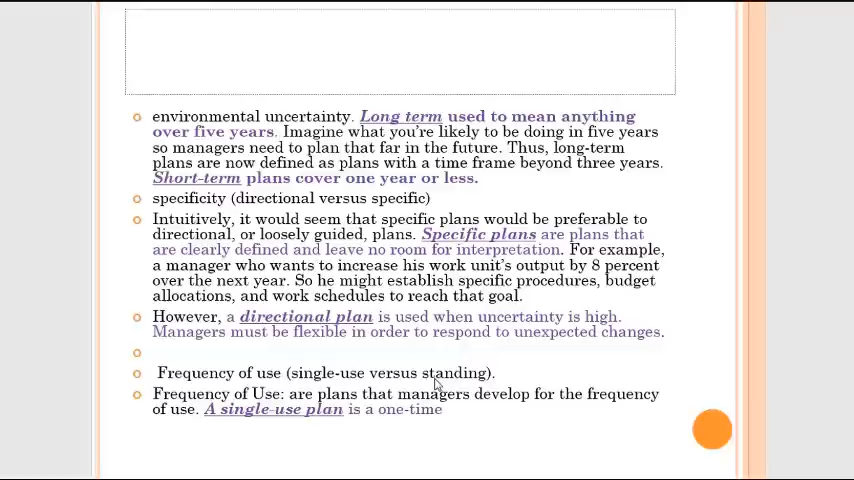 environmental uncertainty. Long term used to mean anything
over five years. Imagine what you're likely to be doing in five years
so managers need to plan that far in the future. Thus, long-term
plans are now defined as plans with a time frame beyond three years.
Short-term plans cover one year or less.
specificity (directional versus specific)
Intuitively, it would seem that specific plans would be preferable to
directional, or loosely guided, plans. Specific plans are plans that
are clearly defined and leave no room for interpretation. For example,
a manager who wants to increase his work unit's output by 8 percent
over the next year. So he might establish specific procedures, budget
allocations, and work schedules to reach that goal.
However, a directional plan is used when uncertainty is high.
Managers must be flexible in order to respond to unexpected changes.
Frequency of use (single-use versus standing).
Frequency of Use: are plans that managers develop for the frequency
of use. A single-use plan is a one-time